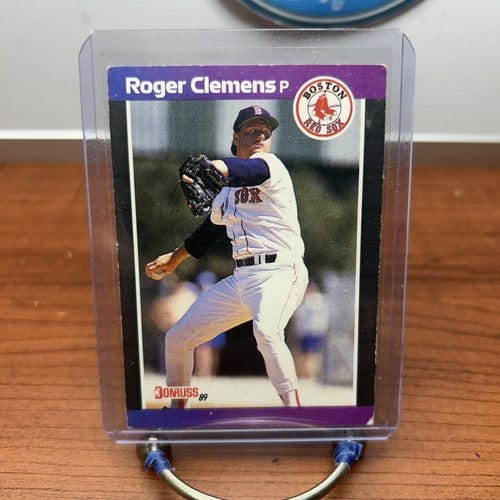 Roger Clemens P
BOSTON
RED SOX
B
SOX
DONRUSS 89